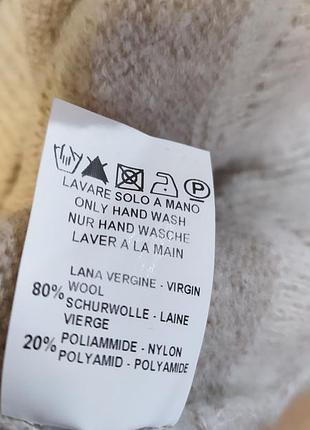 P
LAVARE SOLO A MANO
ONLY HAND WASH
NUR HAND WASCHE
LAVER A LA MAIN
LANA VERGINE - VIRGIN
80% WOOL
SCHURWOLLE - LAINE
VIERGE
20% POLIAMMIDE - NYLON
POLYAMID - POLYAMIDE